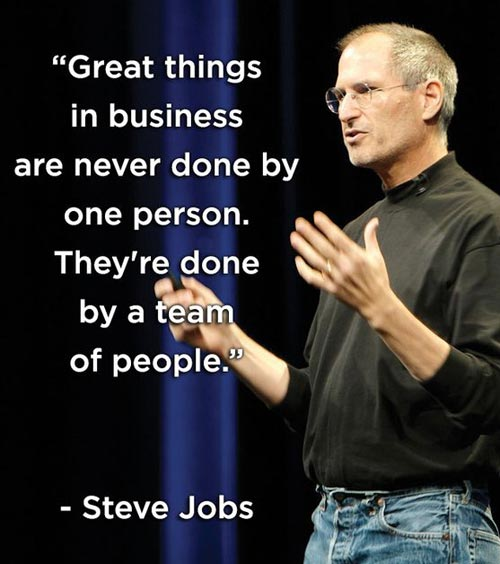 “Great things
in business
are never done by
one person.
They're done
by a team
of people.”
- Steve Jobs